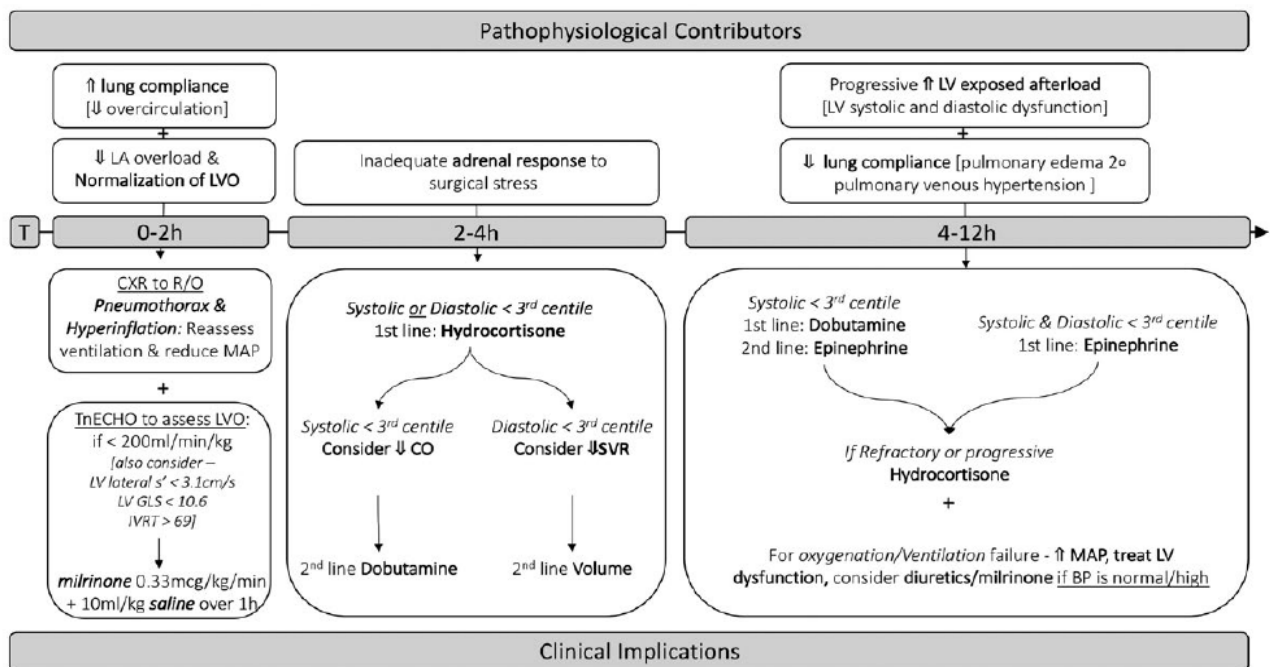 Pathophysiological Contributors
⇑ lung compliance
[⇓ overcirculation]
+
⇓ LA overload &
Normalization of LVO
Inadequate adrenal response to
surgical stress
Progressive ⇑ LV exposed afterload
[LV systolic and diastolic dysfunction]
+
⇓ lung compliance [pulmonary edema 2o
pulmonary venous hypertension ]
T
0-2h
2-4h
4-12h
CXR to R/O
Pneumothorax &
Hyperinflation: Reassess
ventilation & reduce MAP
+
TnECHO to assess LVO:
if < 200ml/min/kg
[also consider –
LV lateral s' < 3.1cm/s
LV GLS < 10.6
IVRT > 69]
milrinone 0.33mcg/kg/min
+ 10ml/kg saline over 1h
Systolic or Diastolic < 3rd centile
1st line: Hydrocortisone
Systolic < 3rd centile
Consider ⇓ CO
2nd line Dobutamine
Diastolic < 3rd centile
Consider ⇓SVR
2nd line Volume
Systolic < 3rd centile
1st line: Dobutamine
2nd line: Epinephrine
Systolic & Diastolic < 3rd centile
1st line: Epinephrine
If Refractory or progressive
Hydrocortisone
+
For oxygenation/Ventilation failure - ⇑ MAP, treat LV
dysfunction, consider diuretics/milrinone if BP is normal/high
Clinical Implications